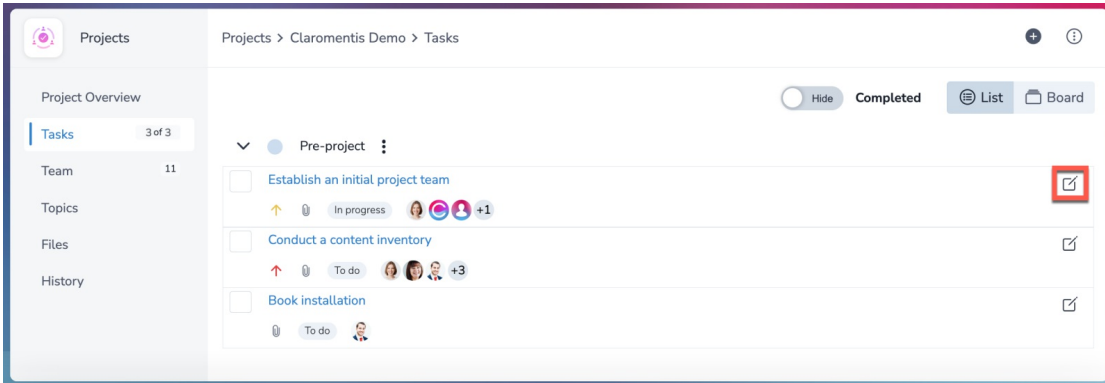 Projects
Projects > Claromentis Demo > Tasks
Hide Completed List Board
Project Overview
Tasks 3 of 3
Team 11
Topics
Files
History
Pre-project
Establish an initial project team
In progress +1
Conduct a content inventory
To do +3
Book installation
To do